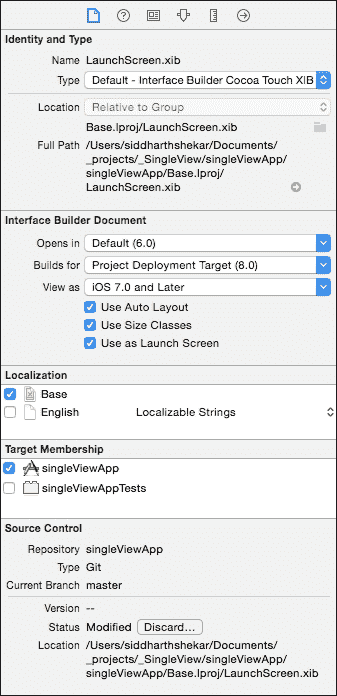 Identity and Type
Name LaunchScreen.xib
Type Default - Interface Builder Cocoa Touch XIB
Location Relative to Group
Base.lproj/LaunchScreen.xib
Full Path /Users/siddharthshekar/Documents/
_projects/_SingleView/singleViewApp/
singleViewApp/Base.lproj/
LaunchScreen.xib
Interface Builder Document
Opens in Default (6.0)
Builds for Project Deployment Target (8.0)
View as iOS 7.0 and Later
Use Auto Layout
Use Size Classes
Use as Launch Screen
Localization
Base
English Localizable Strings
Target Membership
singleViewApp
singleViewAppTests
Source Control
Repository singleViewApp
Type Git
Current Branch master
Version --
Status Modified Discard...
Location /Users/siddharthshekar/Documents/
_projects/_SingleView/singleViewApp/
singleViewApp/Base.lproj/LaunchScreen.xib